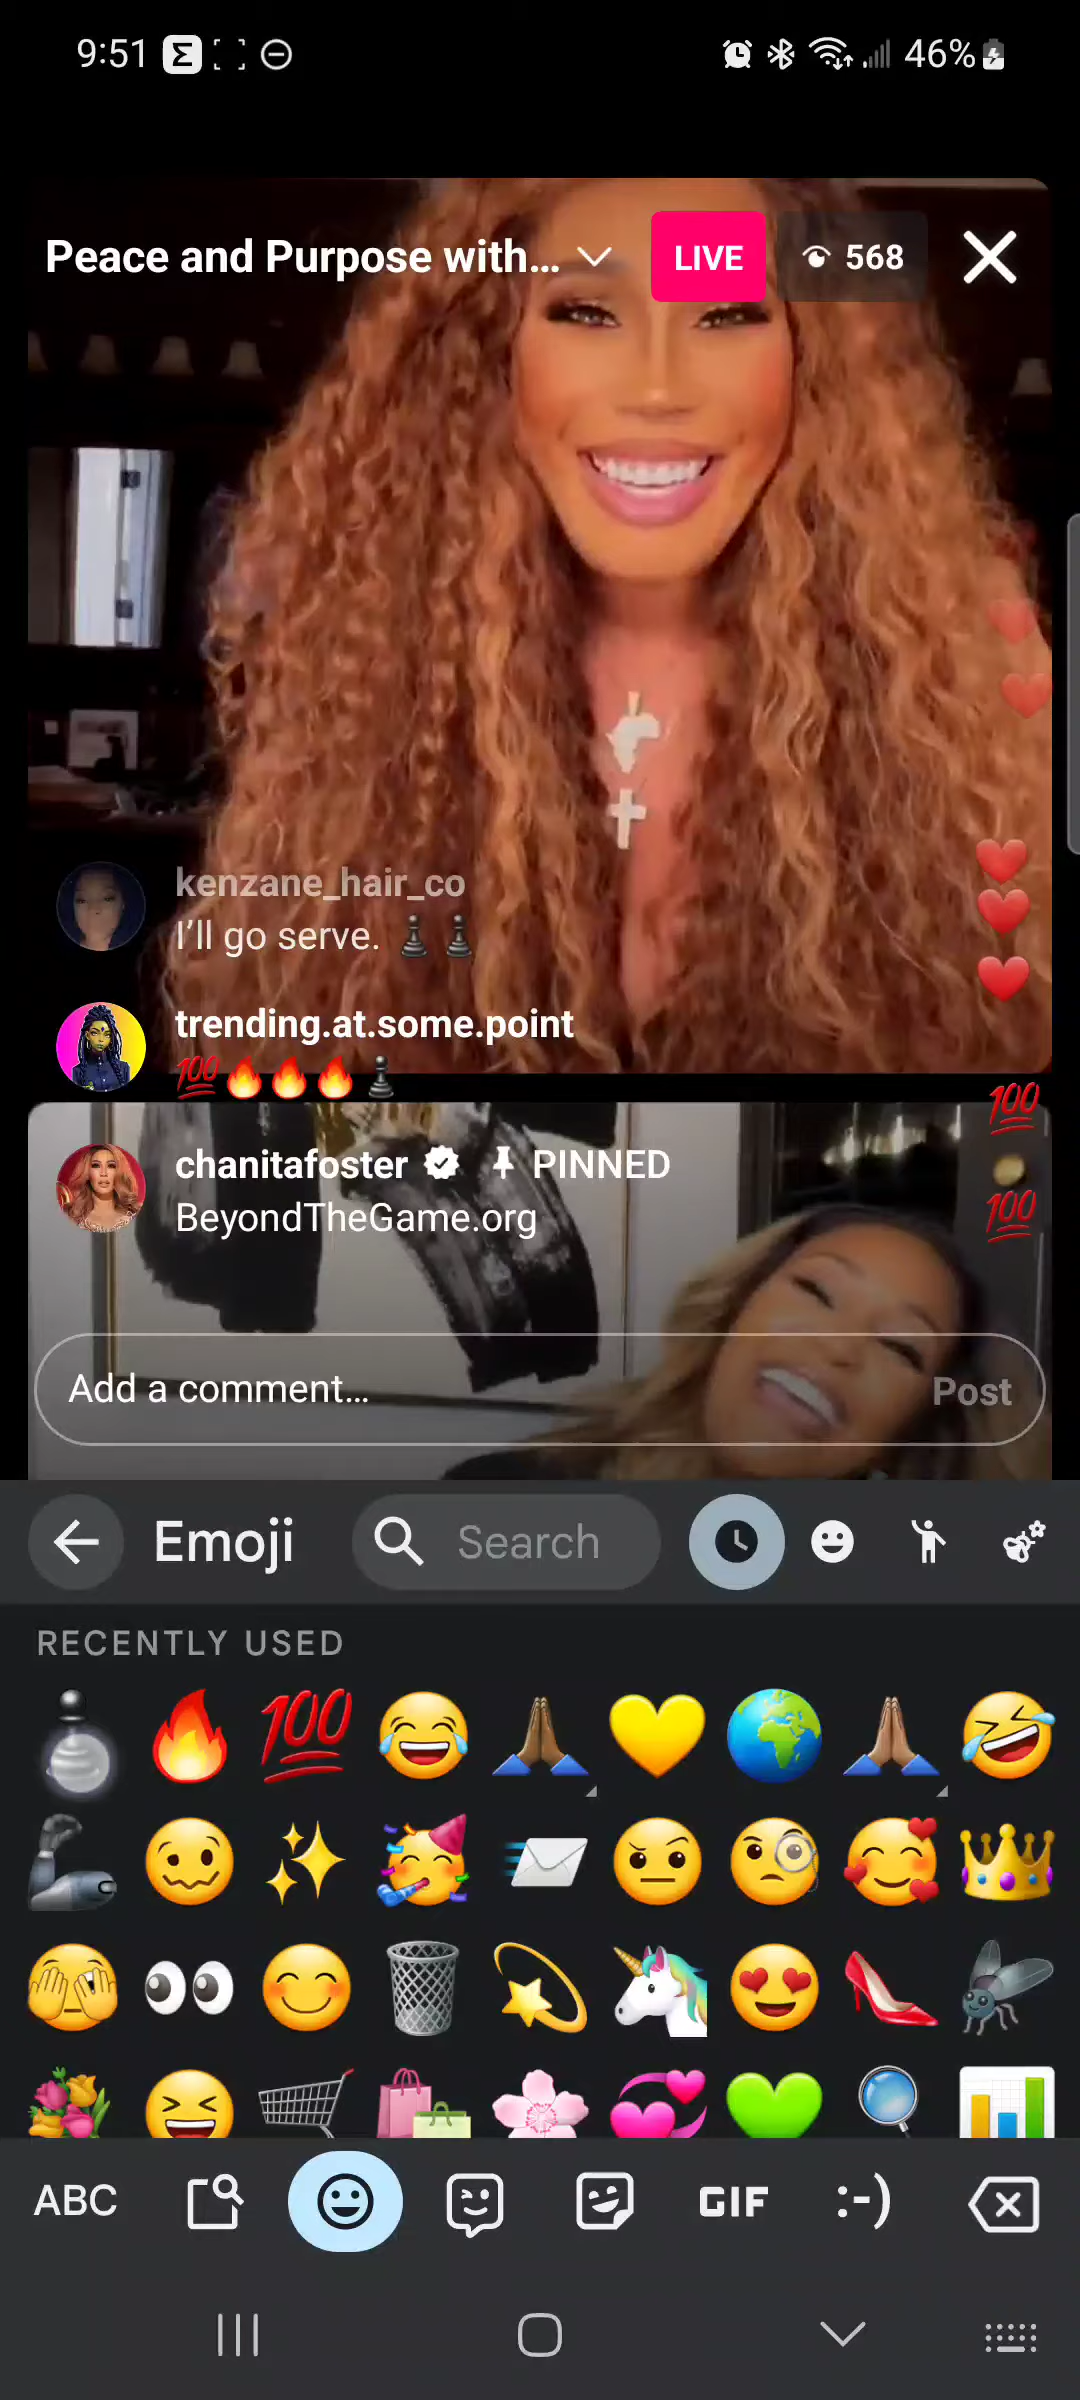 9:51 46%
Peace and Purpose with... LIVE 568
kenzane_hair_co
I'll go serve. ♟️♟️
trending.at.some.point
💯🔥🔥🔥♟️
chanitafoster PINNED
BeyondTheGame.org
Add a comment... Post
Emoji Search
RECENTLY USED
ABC GIF :-)